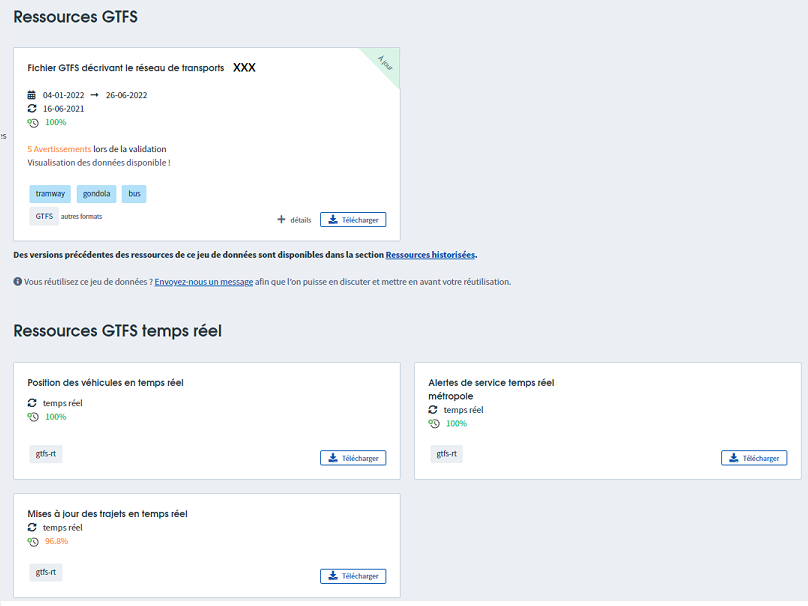 Ressources GTFS
Fichier GTFS décrivant le réseau de transports XXX
À jour
04-01-2022 → 26-06-2022
16-06-2021
100%
es
5 Avertissements lors de la validation
Visualisation des données disponible !
tramway gondola bus
GTFS autres formats
+ détails Télécharger
Des versions précédentes des ressources de ce jeu de données sont disponibles dans la section Ressources historisées.
Vous réutilisez ce jeu de données ? Envoyez-nous un message afin que l'on puisse en discuter et mettre en avant votre réutilisation.
Ressources GTFS temps réel
Position des véhicules en temps réel
temps réel
100%
gtfs-rt Télécharger
Alertes de service temps réel
métropole
temps réel
100%
gtfs-rt Télécharger
Mises à jour des trajets en temps réel
temps réel
96.8%
gtfs-rt Télécharger